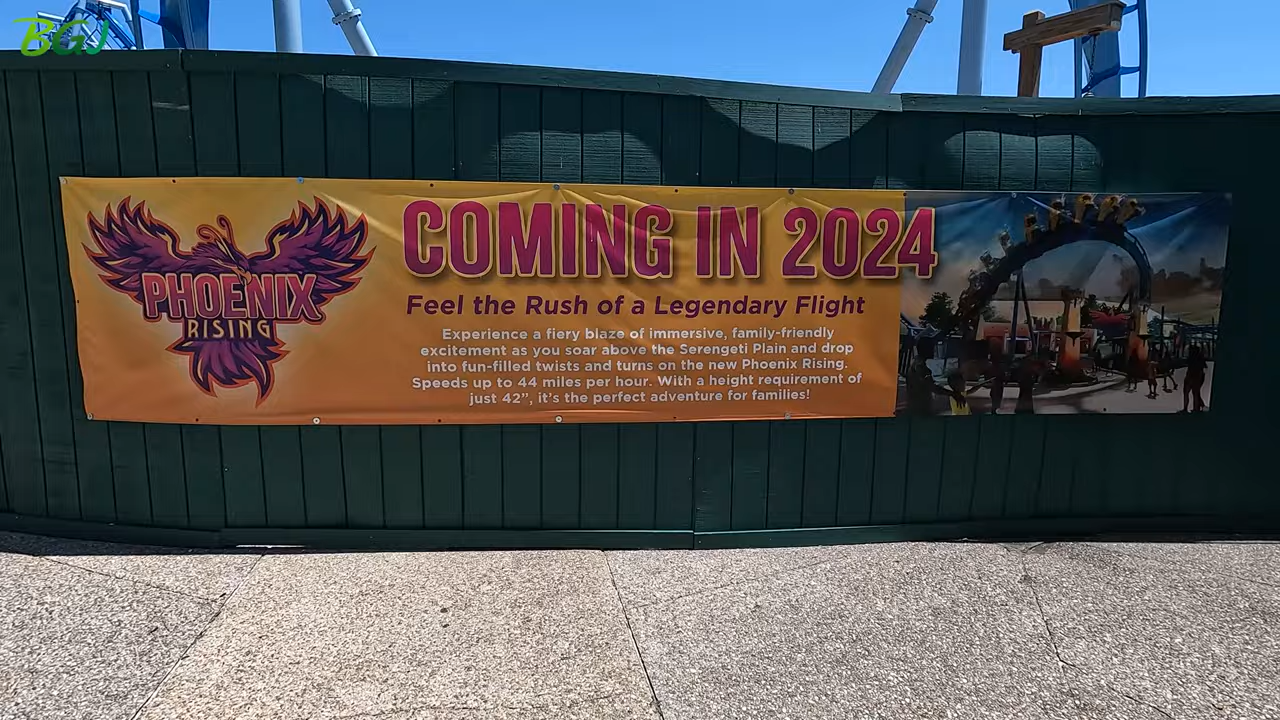 BGJ
PHOENIX
RISING
COMING IN 2024
Feel the Rush of a Legendary Flight
Experience a fiery blaze of immersive, family-friendly
excitement as you soar above the Serengeti Plain and drop
into fun-filled twists and turns on the new Phoenix Rising.
Speeds up to 44 miles per hour. With a height requirement of
just 42”, it’s the perfect adventure for families!